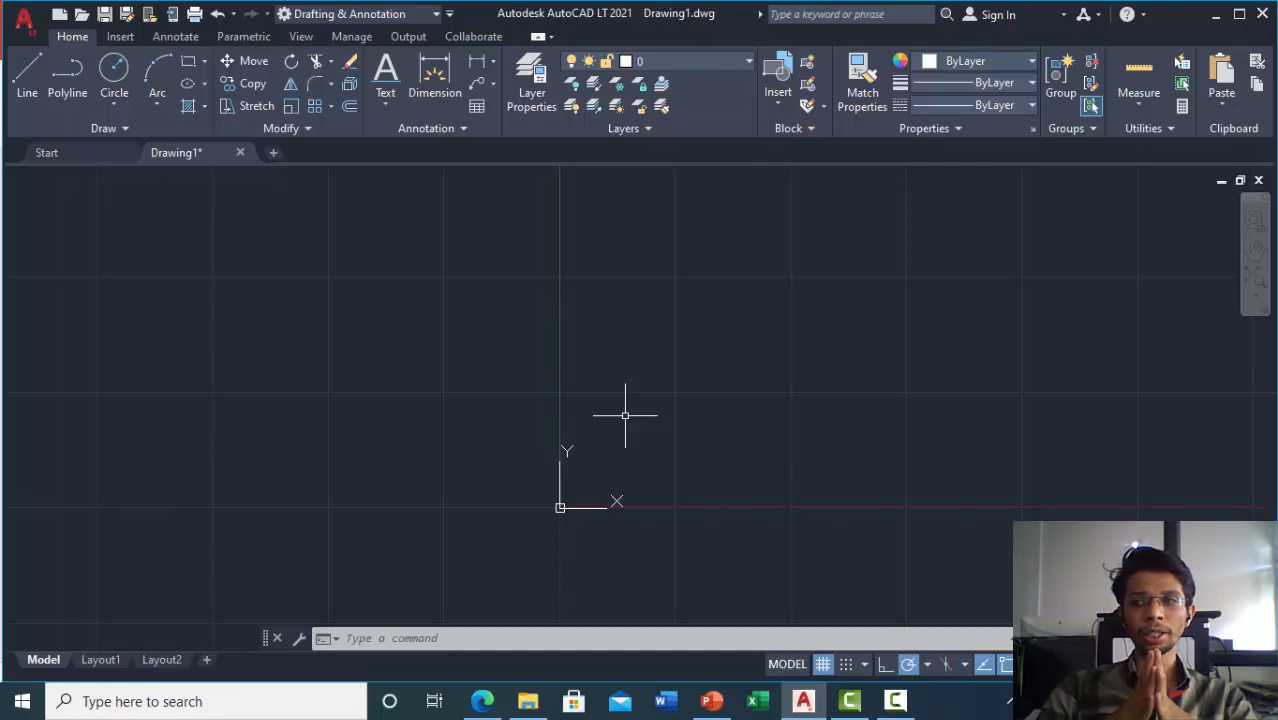 LT
Drafting & Annotation
Autodesk AutoCAD LT 2021 Drawing1.dwg
Type a keyword or phrase
Sign In
Home Insert Annotate Parametric View Manage Output Collaborate
Line Polyline Circle Arc
Move
Copy
Stretch
Text Dimension
Layer Properties
0
Insert
Match Properties
ByLayer
ByLayer
ByLayer
Group
Measure
Paste
Draw Modify Annotation Layers Block Properties Groups Utilities Clipboard
Start Drawing1*
Y
X
Type a command
Model Layout1 Layout2
MODEL
Type here to search